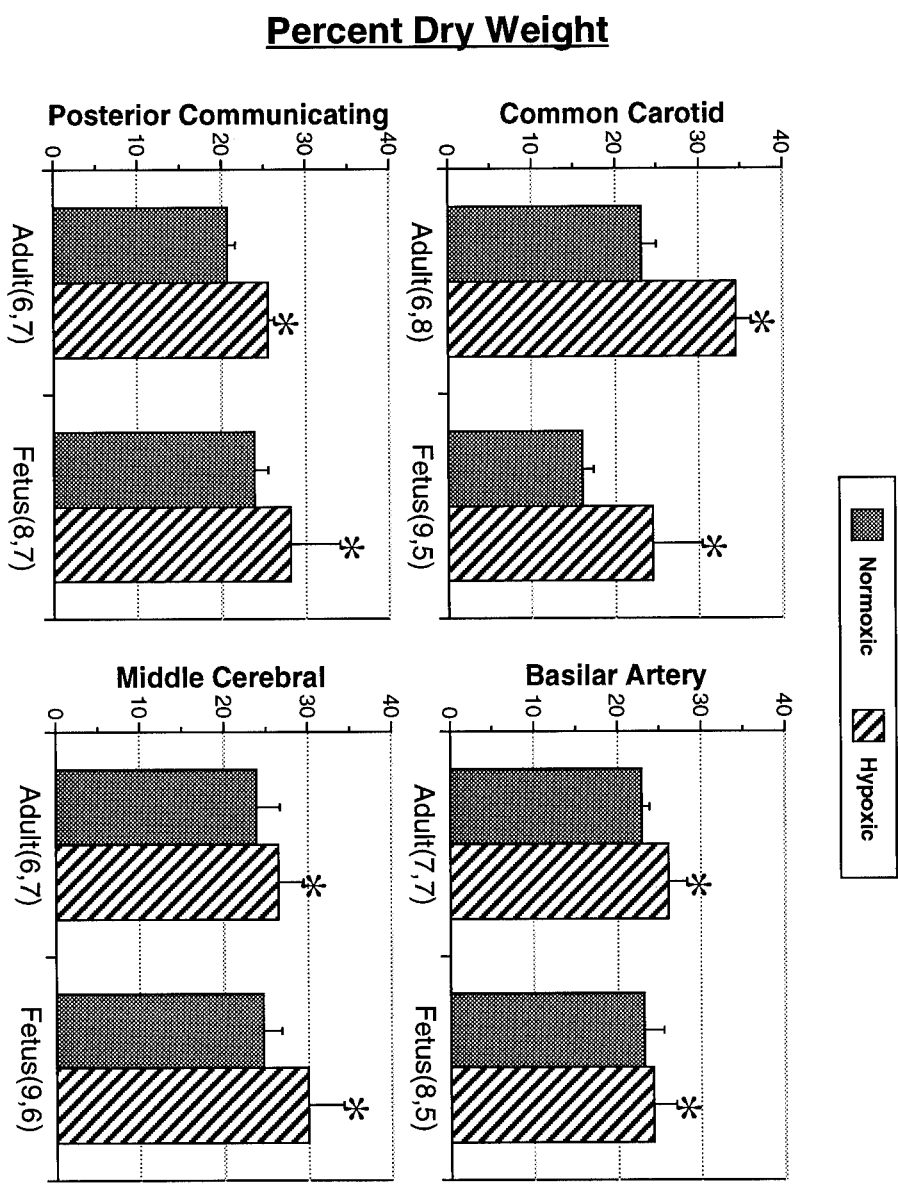 Percent Dry Weight
Normoxic
Hypoxic
Common Carotid
40
30
20
10
0
Adult(6,8)
Fetus(9,5)
Basilar Artery
40
30
20
10
0
Adult(7,7)
Fetus(8,5)
Posterior Communicating
40
30
20
10
0
Adult(6,7)
Fetus(8,7)
Middle Cerebral
40
30
20
10
0
Adult(6,7)
Fetus(9,6)